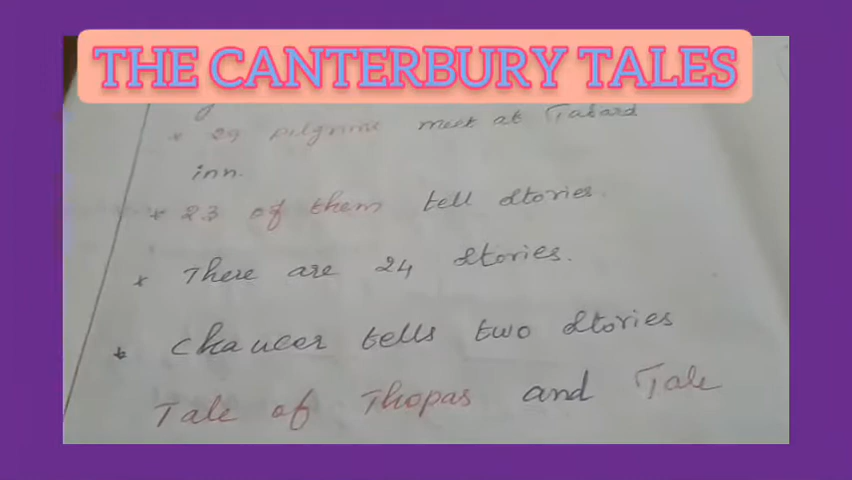 THE CANTERBURY TALES
* 29 pilgrims meet at Tabard
inn.
* 23 of them tell stories.
* There are 24 stories.
* Chaucer tells two stories
Tale of Thopas and Tale